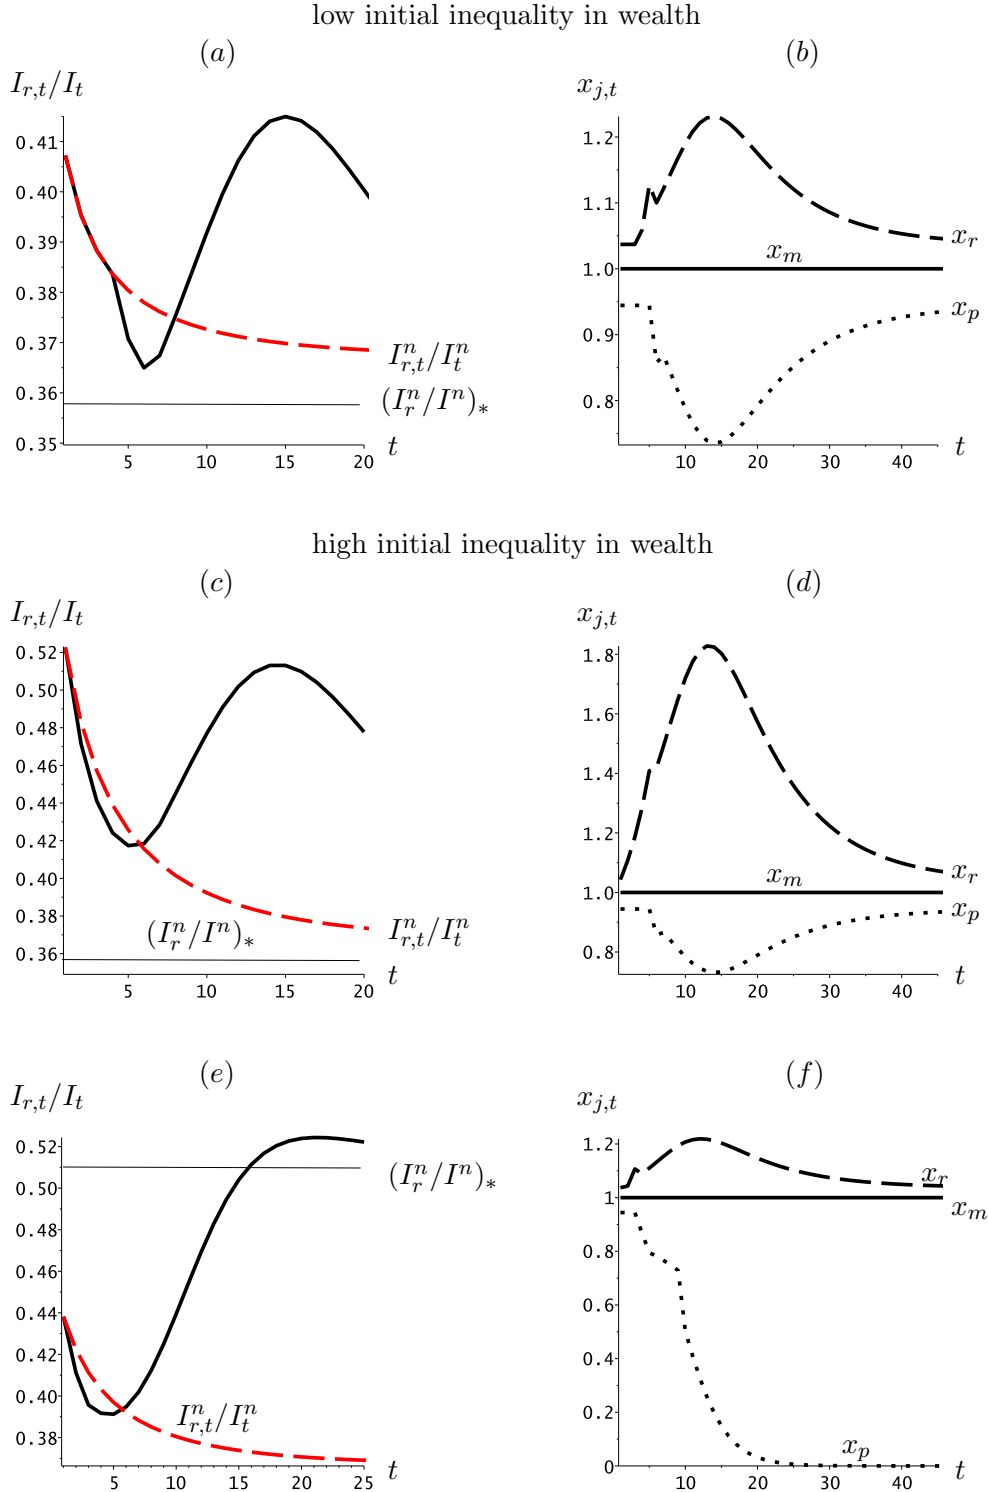 low initial inequality in wealth
(a)
(b)
I_{r,t}/I_t
x_{j,t}
0.41
0.40
0.39
0.38
0.37
0.36
0.35
5
10
15
20
t
I^n_{r,t}/I^n_t
(I^n_r/I^n)_*
1.2
1.1
1.0
0.9
0.8
10
20
30
40
t
x_r
x_m
x_p
high initial inequality in wealth
(c)
(d)
I_{r,t}/I_t
x_{j,t}
0.52
0.50
0.48
0.46
0.44
0.42
0.40
0.38
0.36
5
10
15
20
t
(I^n_r/I^n)_*
I^n_{r,t}/I^n_t
1.8
1.6
1.4
1.2
1.0
0.8
10
20
30
40
t
x_r
x_m
x_p
(e)
(f)
I_{r,t}/I_t
x_{j,t}
0.52
0.50
0.48
0.46
0.44
0.42
0.40
0.38
5
10
15
20
25
t
(I^n_r/I^n)_*
I^n_{r,t}/I^n_t
1.2
1
0.8
0.6
0.4
0.2
0
10
20
30
40
t
x_r
x_m
x_p